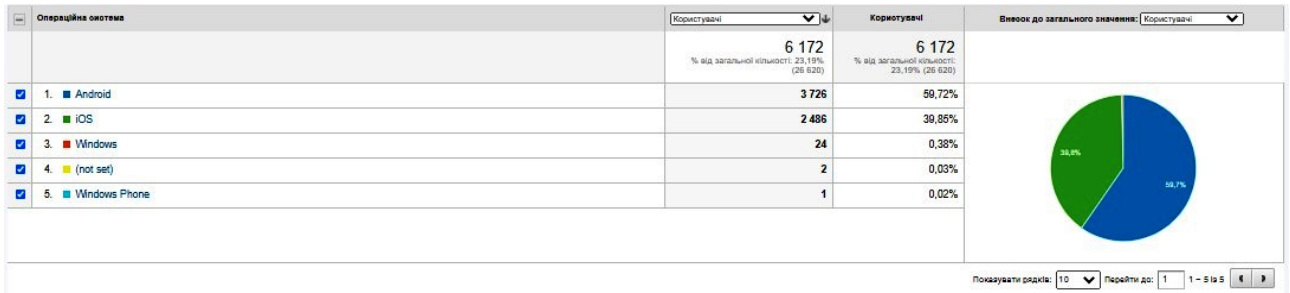 Операційна система Користувачі Користувачі Внесок до загального значення: Користувачі
6 172 6 172
% від загальної кількості: 23,19% % від загальної кількості:
(26 620) 23,19% (26 620)
1. Android 3 726 59,72%
2. iOS 2 486 39,85%
3. Windows 24 0,38%
4. (not set) 2 0,03%
5. Windows Phone 1 0,02%
39,8%
59,7%
Показувати рядків: 10 Перейти до: 1 1 – 5 із 5